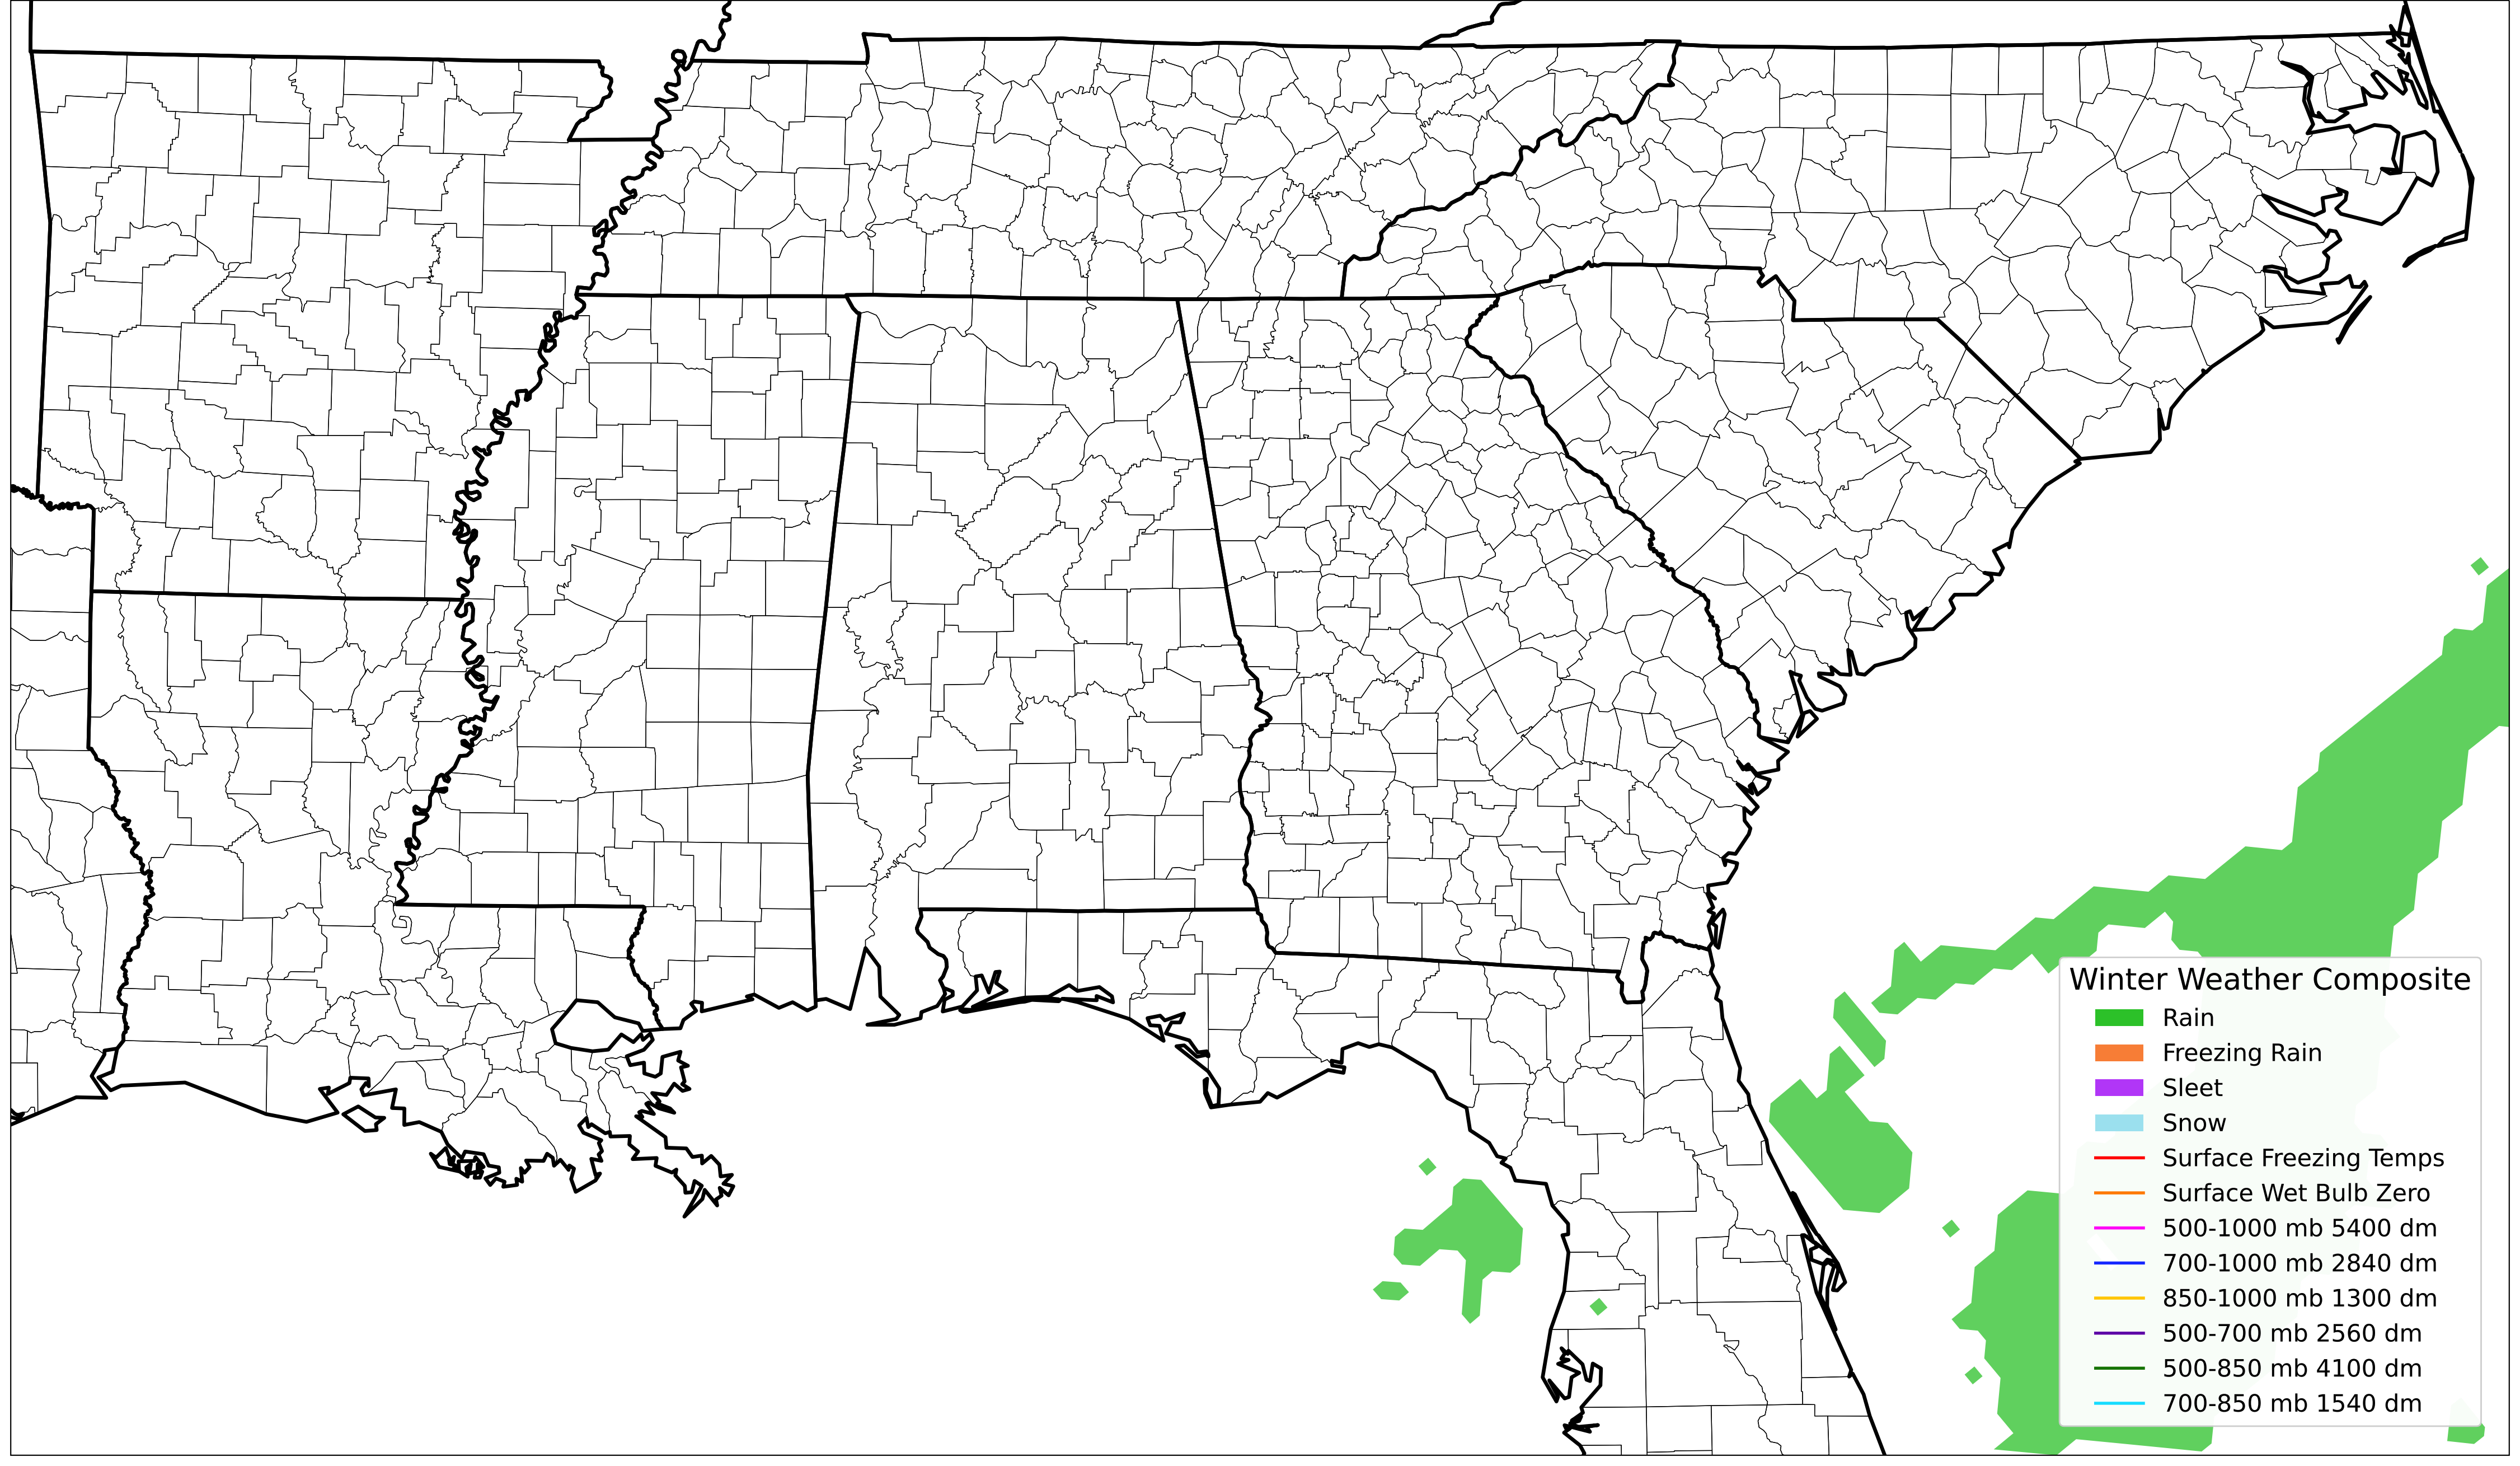 Winter Weather Composite
Rain
Freezing Rain
Sleet
Snow
Surface Freezing Temps
Surface Wet Bulb Zero
500-1000 mb 5400 dm
700-1000 mb 2840 dm
850-1000 mb 1300 dm
500-700 mb 2560 dm
500-850 mb 4100 dm
700-850 mb 1540 dm